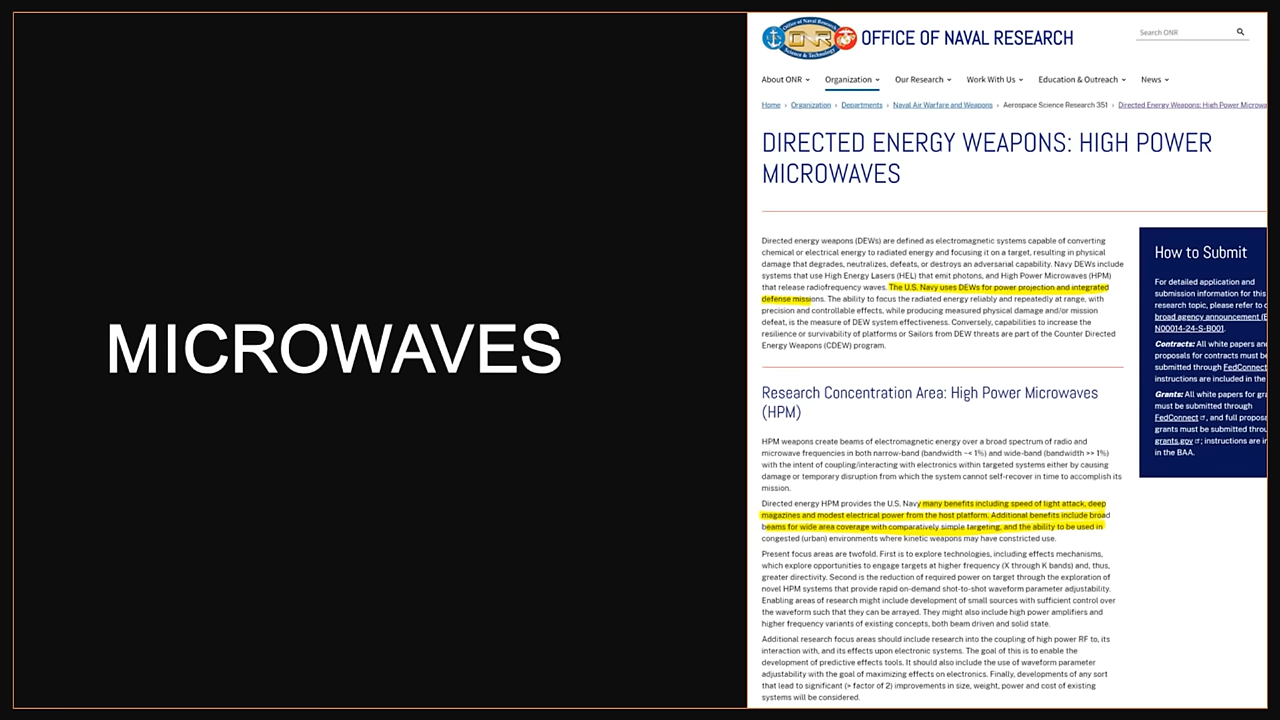 MICROWAVES
Office of Naval Research
ONR
Science & Technology
OFFICE OF NAVAL RESEARCH
Search ONR
About ONR Organization Our Research Work With Us Education & Outreach News
Home › Organization › Departments › Naval Air Warfare and Weapons › Aerospace Science Research 351 › Directed Energy Weapons: High Power Microwa
DIRECTED ENERGY WEAPONS: HIGH POWER
MICROWAVES
Directed energy weapons (DEWs) are defined as electromagnetic systems capable of converting
chemical or electrical energy to radiated energy and focusing it on a target, resulting in physical
damage that degrades, neutralizes, defeats, or destroys an adversarial capability. Navy DEWs include
systems that use High Energy Lasers (HEL) that emit photons, and High Power Microwaves (HPM)
that release radiofrequency waves. The U.S. Navy uses DEWs for power projection and integrated
defense missions. The ability to focus the radiated energy reliably and repeatedly at range, with
precision and controllable effects, while producing measured physical damage and/or mission
defeat, is the measure of DEW system effectiveness. Conversely, capabilities to increase the
resilience or survivability of platforms or Sailors from DEW threats are part of the Counter Directed
Energy Weapons (CDEW) program.
Research Concentration Area: High Power Microwaves
(HPM)
HPM weapons create beams of electromagnetic energy over a broad spectrum of radio and
microwave frequencies in both narrow-band (bandwidth ~< 1%) and wide-band (bandwidth >> 1%)
with the intent of coupling/interacting with electronics within targeted systems either by causing
damage or temporary disruption from which the system cannot self-recover in time to accomplish its
mission.
Directed energy HPM provides the U.S. Navy many benefits including speed of light attack, deep
magazines and modest electrical power from the host platform. Additional benefits include broad
beams for wide area coverage with comparatively simple targeting, and the ability to be used in
congested (urban) environments where kinetic weapons may have constricted use.
Present focus areas are twofold. First is to explore technologies, including effects mechanisms,
which explore opportunities to engage targets at higher frequency (X through K bands) and, thus,
greater directivity. Second is the reduction of required power on target through the exploration of
novel HPM systems that provide rapid on-demand shot-to-shot waveform parameter adjustability.
Enabling areas of research might include development of small sources with sufficient control over
the waveform such that they can be arrayed. They might also include high power amplifiers and
higher frequency variants of existing concepts, both beam driven and solid state.
Additional research focus areas should include research into the coupling of high power RF to, its
interaction with, and its effects upon electronic systems. The goal of this is to enable the
development of predictive effects tools. It should also include the use of waveform parameter
adjustability with the goal of maximizing effects on electronics. Finally, developments of any sort
that lead to significant (> factor of 2) improvements in size, weight, power and cost of existing
systems will be considered.
How to Submit
For detailed application and
submission information for this
research topic, please refer to
broad agency announcement (
N00014-24-S-B001.
Contracts: All white papers an
proposals for contracts must b
submitted through FedConnect
instructions are included in the
Grants: All white papers for gra
must be submitted through
FedConnect, and full propos
grants must be submitted throu
grants.gov; instructions are i
in the BAA.